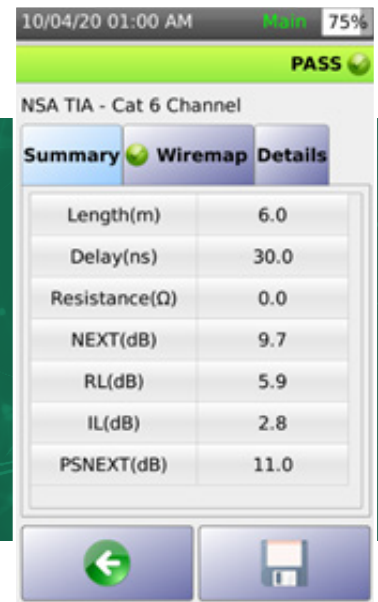 10/04/20 01:00 AM Main 75%
PASS
NSA TIA - Cat 6 Channel
Summary Wiremap Details
Length(m) 6.0
Delay(ns) 30.0
Resistance(Ω) 0.0
NEXT(dB) 9.7
RL(dB) 5.9
IL(dB) 2.8
PSNEXT(dB) 11.0